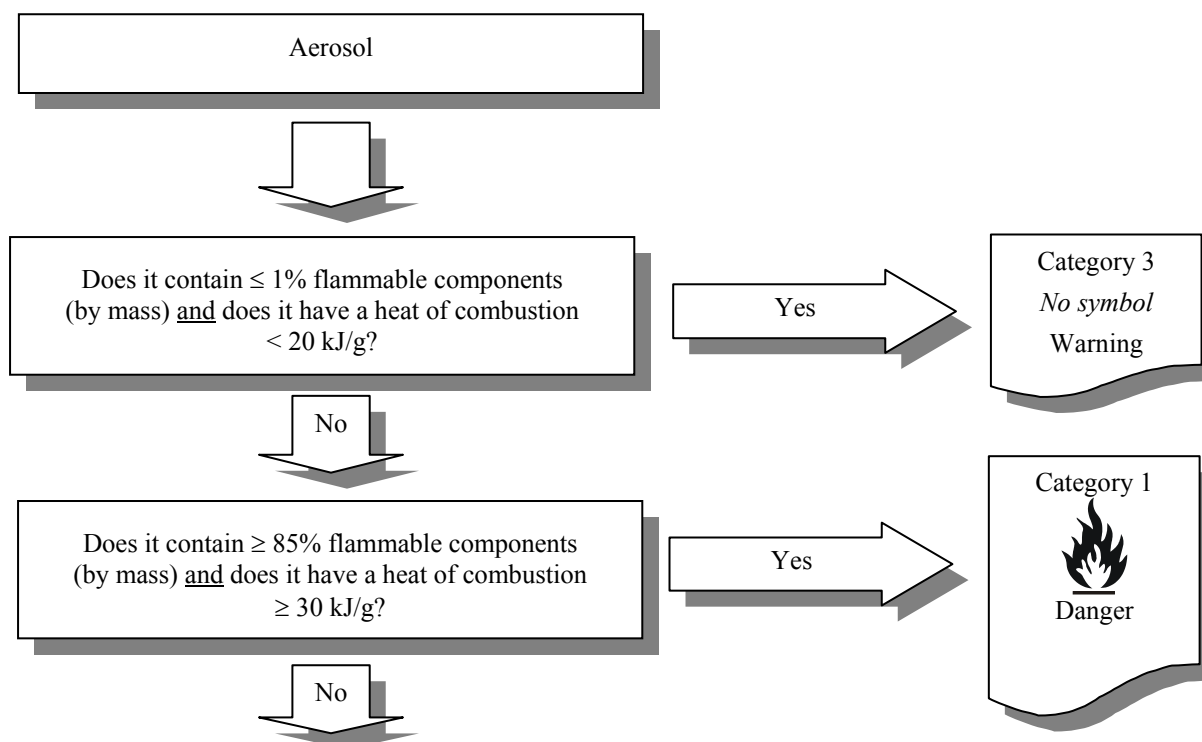 Aerosol
Does it contain ≤ 1% flammable components
(by mass) and does it have a heat of combustion
< 20 kJ/g?
Yes
Category 3
No symbol
Warning
No
Does it contain ≥ 85% flammable components
(by mass) and does it have a heat of combustion
≥ 30 kJ/g?
Yes
Category 1
Danger
No